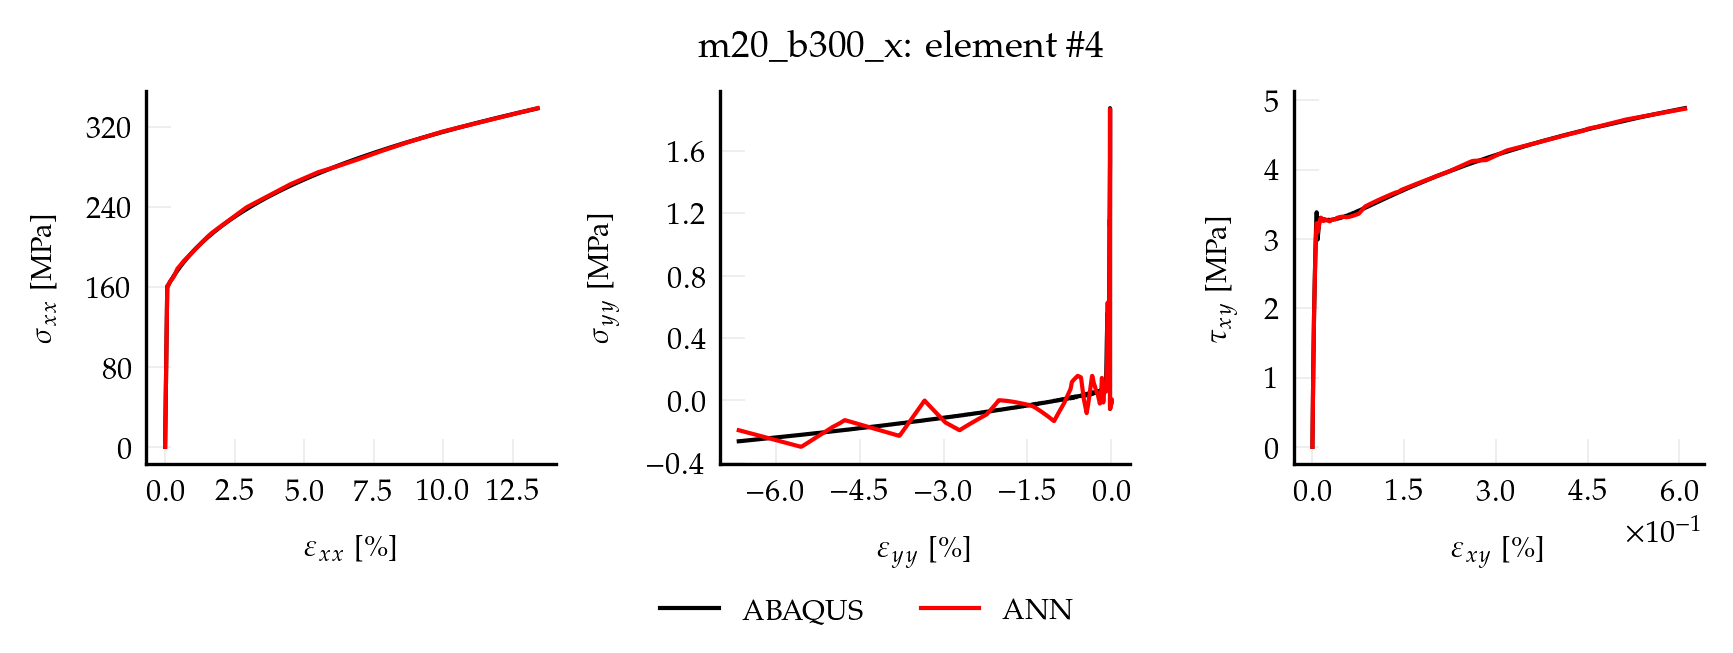 m20_b300_x: element #4
320
240
160
80
0
σxx [MPa]
0.0 2.5 5.0 7.5 10.0 12.5
εxx [%]
1.6
1.2
0.8
0.4
0.0
−0.4
σyy [MPa]
−6.0 −4.5 −3.0 −1.5 0.0
εyy [%]
5
4
3
2
1
0
τxy [MPa]
0.0 1.5 3.0 4.5 6.0
×10⁻¹
εxy [%]
ABAQUS ANN